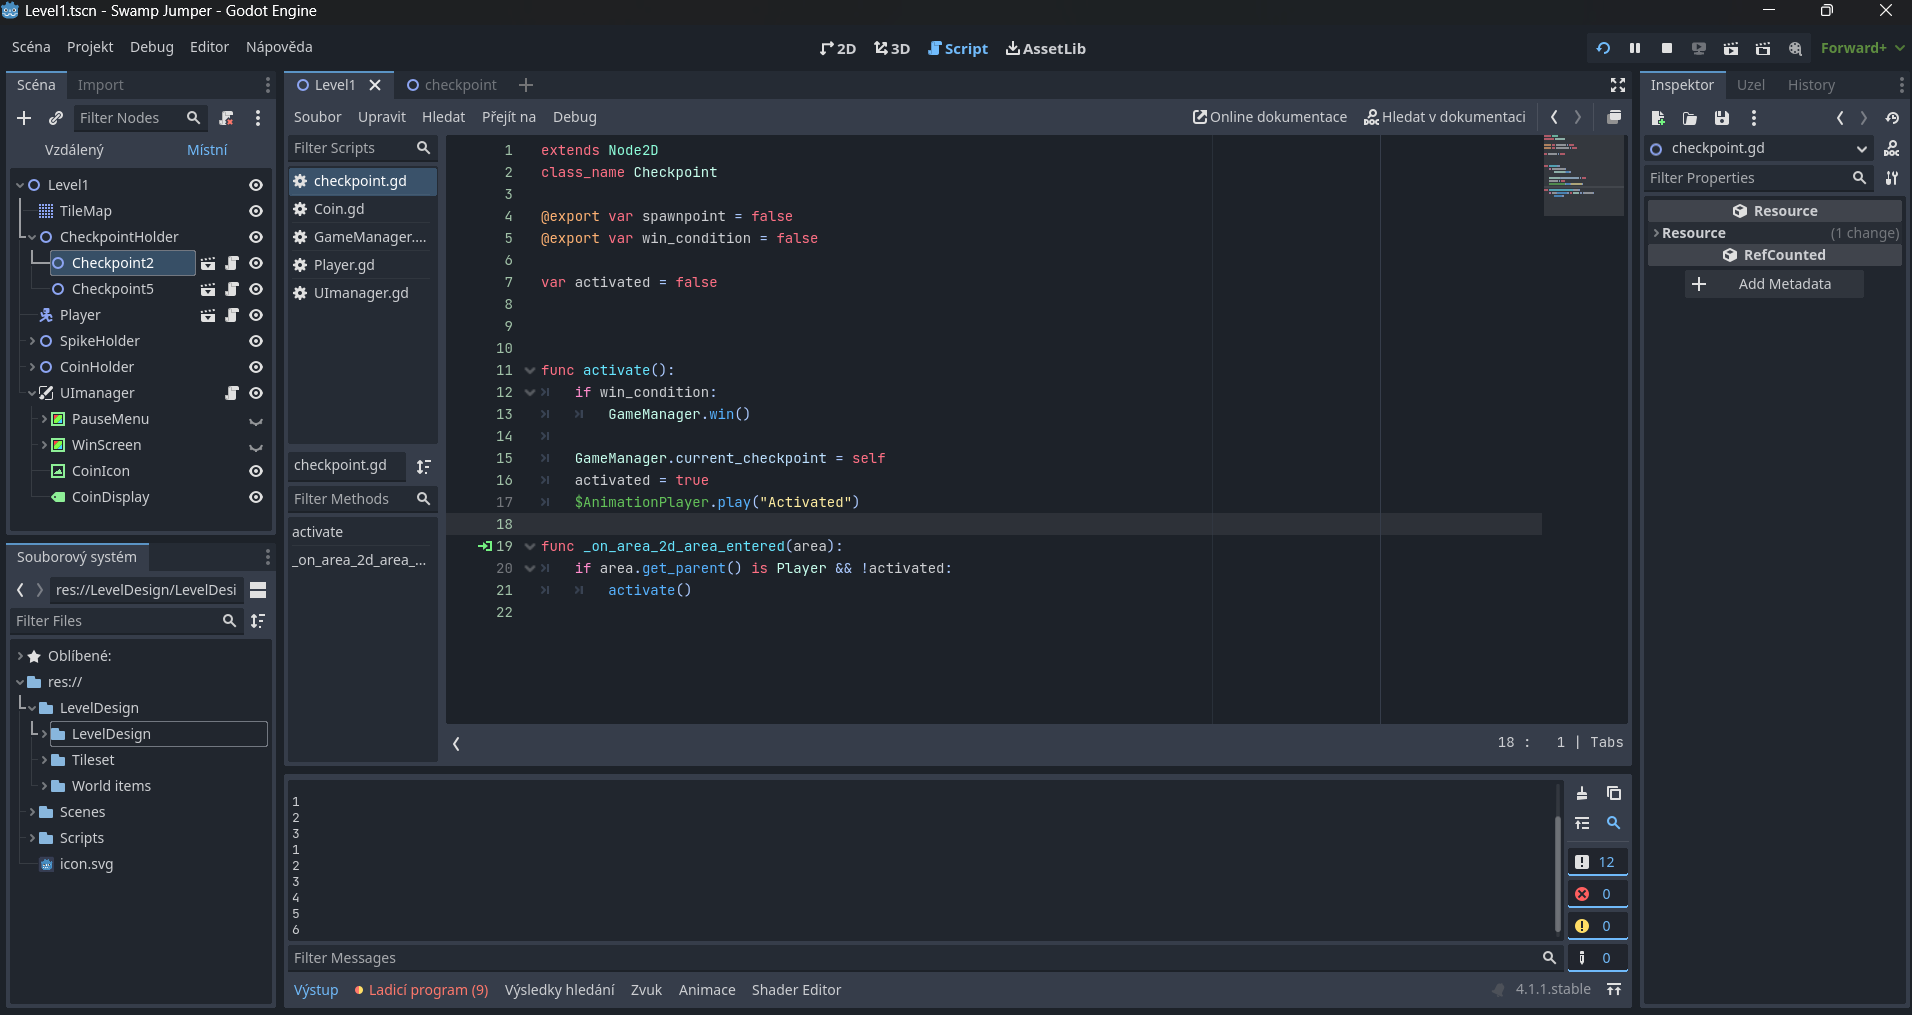 Level1.tscn - Swamp Jumper - Godot Engine
Scéna Projekt Debug Editor Nápověda
2D 3D Script AssetLib
Forward+
Scéna Import
Filter Nodes
Vzdálený Místní
Level1
TileMap
CheckpointHolder
Checkpoint2
Checkpoint5
Player
SpikeHolder
CoinHolder
UImanager
PauseMenu
WinScreen
CoinIcon
CoinDisplay
Souborový systém
res://LevelDesign/LevelDesi
Filter Files
Oblíbené:
res://
LevelDesign
LevelDesign
Tileset
World items
Scenes
Scripts
icon.svg
Level1 checkpoint
Soubor Upravit Hledat Přejít na Debug
Online dokumentace Hledat v dokumentaci
Filter Scripts
checkpoint.gd
Coin.gd
GameManager....
Player.gd
UImanager.gd
checkpoint.gd
Filter Methods
activate
_on_area_2d_area_...
1 extends Node2D
2 class_name Checkpoint
3
4 @export var spawnpoint = false
5 @export var win_condition = false
6
7 var activated = false
8
9
10
11 func activate():
12 if win_condition:
13 GameManager.win()
14
15 GameManager.current_checkpoint = self
16 activated = true
17 $AnimationPlayer.play("Activated")
18
19 func _on_area_2d_area_entered(area):
20 if area.get_parent() is Player && !activated:
21 activate()
22
18 : 1 | Tabs
1
2
3
1
2
3
4
5
6
12
0
0
0
Filter Messages
Výstup Ladicí program (9) Výsledky hledání Zvuk Animace Shader Editor
4.1.1.stable
Inspektor Uzel History
checkpoint.gd
Filter Properties
Resource
Resource (1 change)
RefCounted
Add Metadata